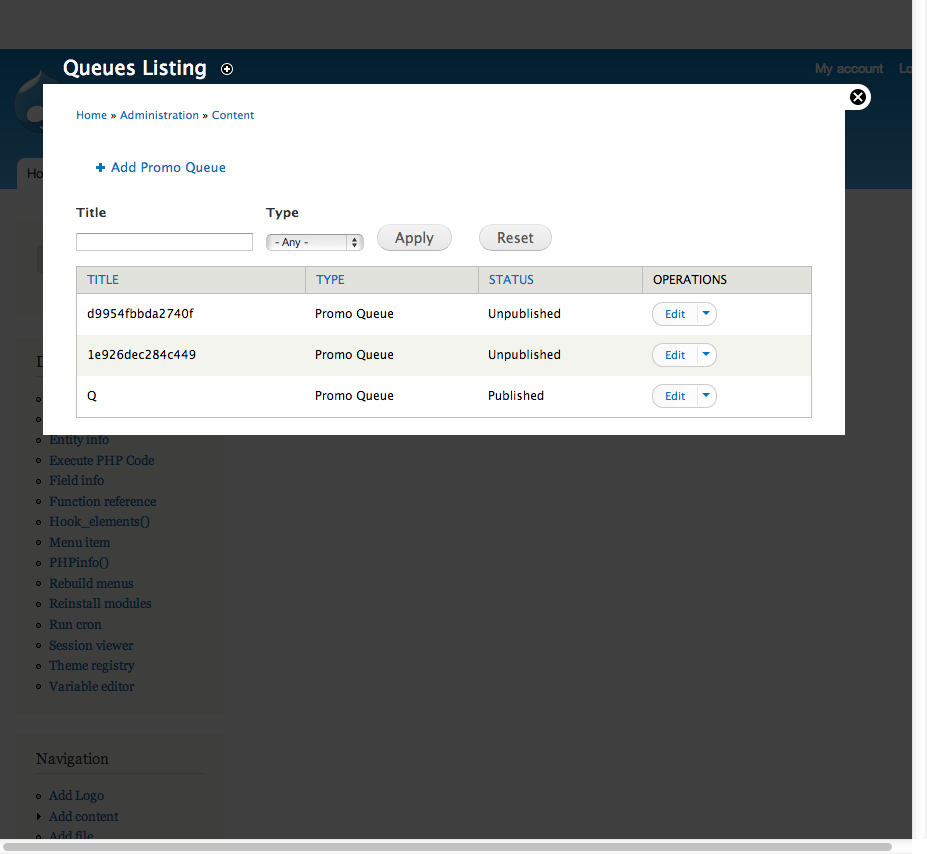 Queues Listing
My account Lo
Home » Administration » Content
Add Promo Queue
Ho
Title Type
- Any - Apply Reset
TITLE TYPE STATUS OPERATIONS
d9954fbbda2740f Promo Queue Unpublished Edit
1e926dec284c449 Promo Queue Unpublished Edit
Q Promo Queue Published Edit
D
Entity info
Execute PHP Code
Field info
Function reference
Hook_elements()
Menu item
PHPinfo()
Rebuild menus
Reinstall modules
Run cron
Session viewer
Theme registry
Variable editor
Navigation
Add Logo
Add content
Add file